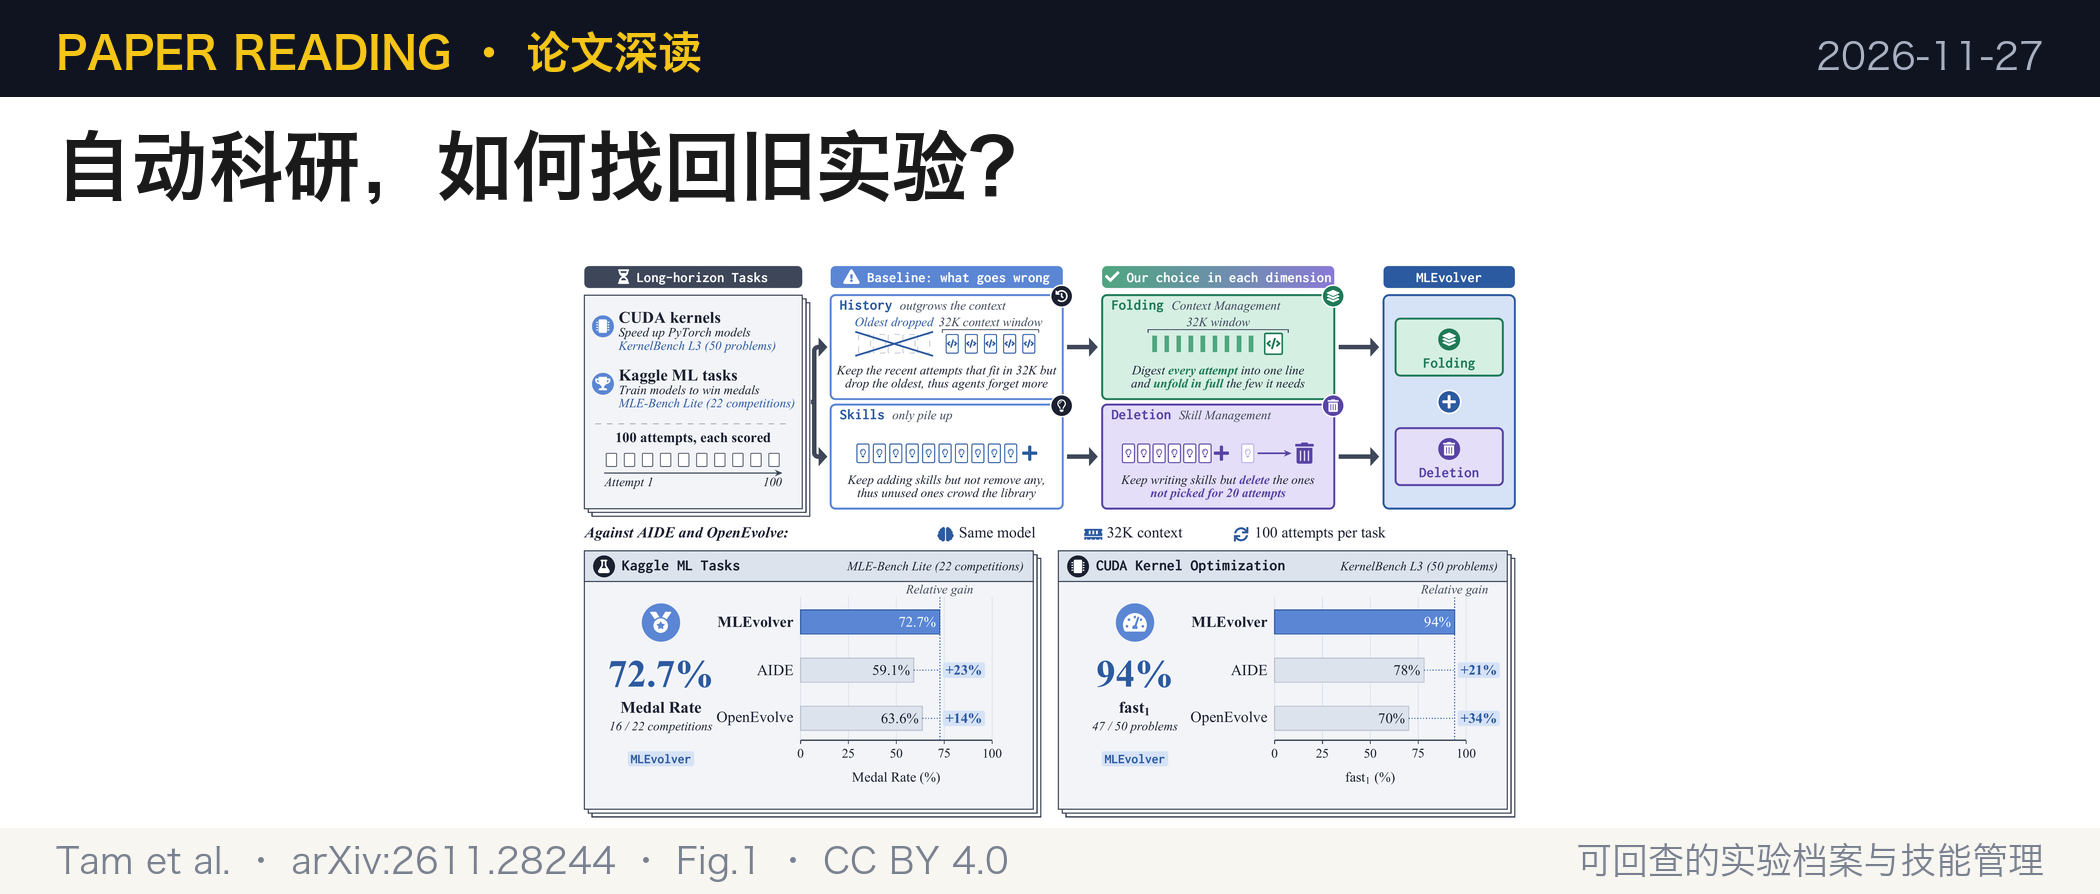 PAPER READING · 论文深读
2026-11-27
自动科研，如何找回旧实验？
Long-horizon Tasks
CUDA kernels
Speed up PyTorch models
KernelBench L3 (50 problems)
Kaggle ML tasks
Train models to win medals
MLE-Bench Lite (22 competitions)
100 attempts, each scored
Attempt 1
100
Baseline: what goes wrong
History outgrows the context
Oldest dropped 32K context window
Keep the recent attempts that fit in 32K but
drop the oldest, thus agents forget more
Skills only pile up
Keep adding skills but not remove any,
thus unused ones crowd the library
Our choice in each dimension
Folding Context Management
32K window
Digest every attempt into one line
and unfold in full the few it needs
Deletion Skill Management
Keep writing skills but delete the ones
not picked for 20 attempts
MLEvolver
Folding
Deletion
Against AIDE and OpenEvolve:
Same model
32K context
100 attempts per task
Kaggle ML Tasks
MLE-Bench Lite (22 competitions)
Relative gain
72.7%
Medal Rate
16 / 22 competitions
MLEvolver
MLEvolver
72.7%
AIDE
59.1%
+23%
OpenEvolve
63.6%
+14%
0 25 50 75 100
Medal Rate (%)
CUDA Kernel Optimization
KernelBench L3 (50 problems)
Relative gain
94%
fast₁
47 / 50 problems
MLEvolver
MLEvolver
94%
AIDE
78%
+21%
OpenEvolve
70%
+34%
0 25 50 75 100
fast₁ (%)
Tam et al. · arXiv:2611.28244 · Fig.1 · CC BY 4.0
可回查的实验档案与技能管理